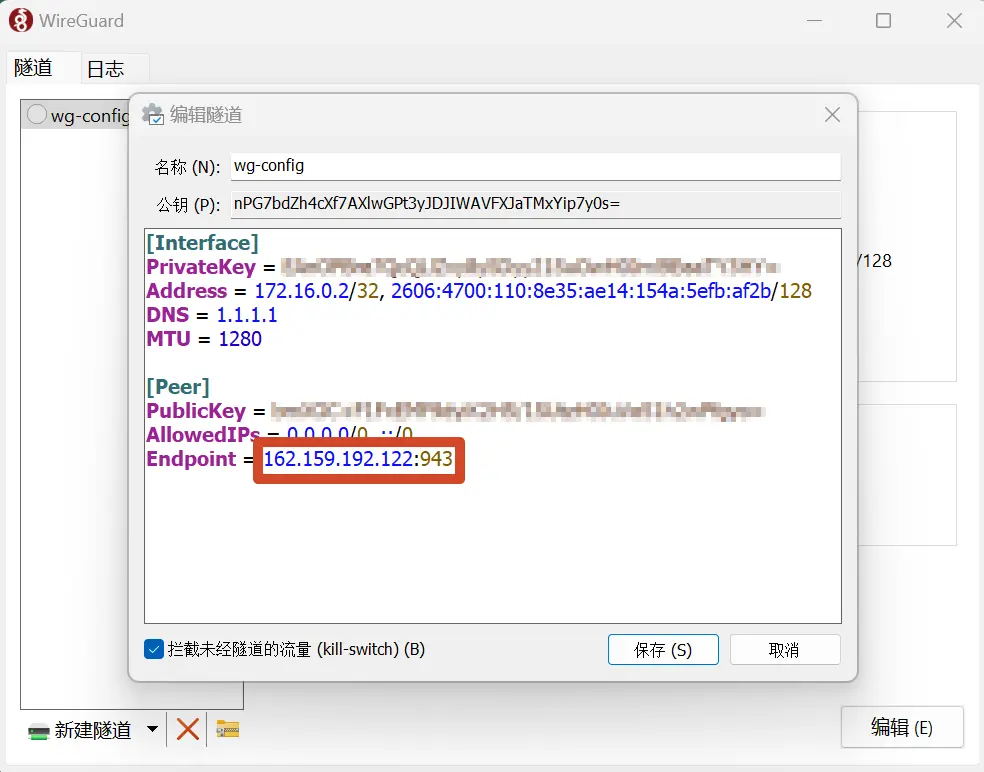 WireGuard
隧道
日志
wg-config
编辑隧道
名称 (N):
wg-config
公钥 (P):
nPG7bdZh4cXf7AXlwGPt3yJDJIWAVFXJaTMxYip7y0s=
[Interface]
PrivateKey =
Address = 172.16.0.2/32, 2606:4700:110:8e35:ae14:154a:5efb:af2b/128
/128
DNS = 1.1.1.1
MTU = 1280
[Peer]
PublicKey =
AllowedIPs = 0.0.0.0/0, ::/0
Endpoint = 162.159.192.122:943
拦截未经隧道的流量 (kill-switch) (B)
保存 (S)
取消
新建隧道
编辑 (E)